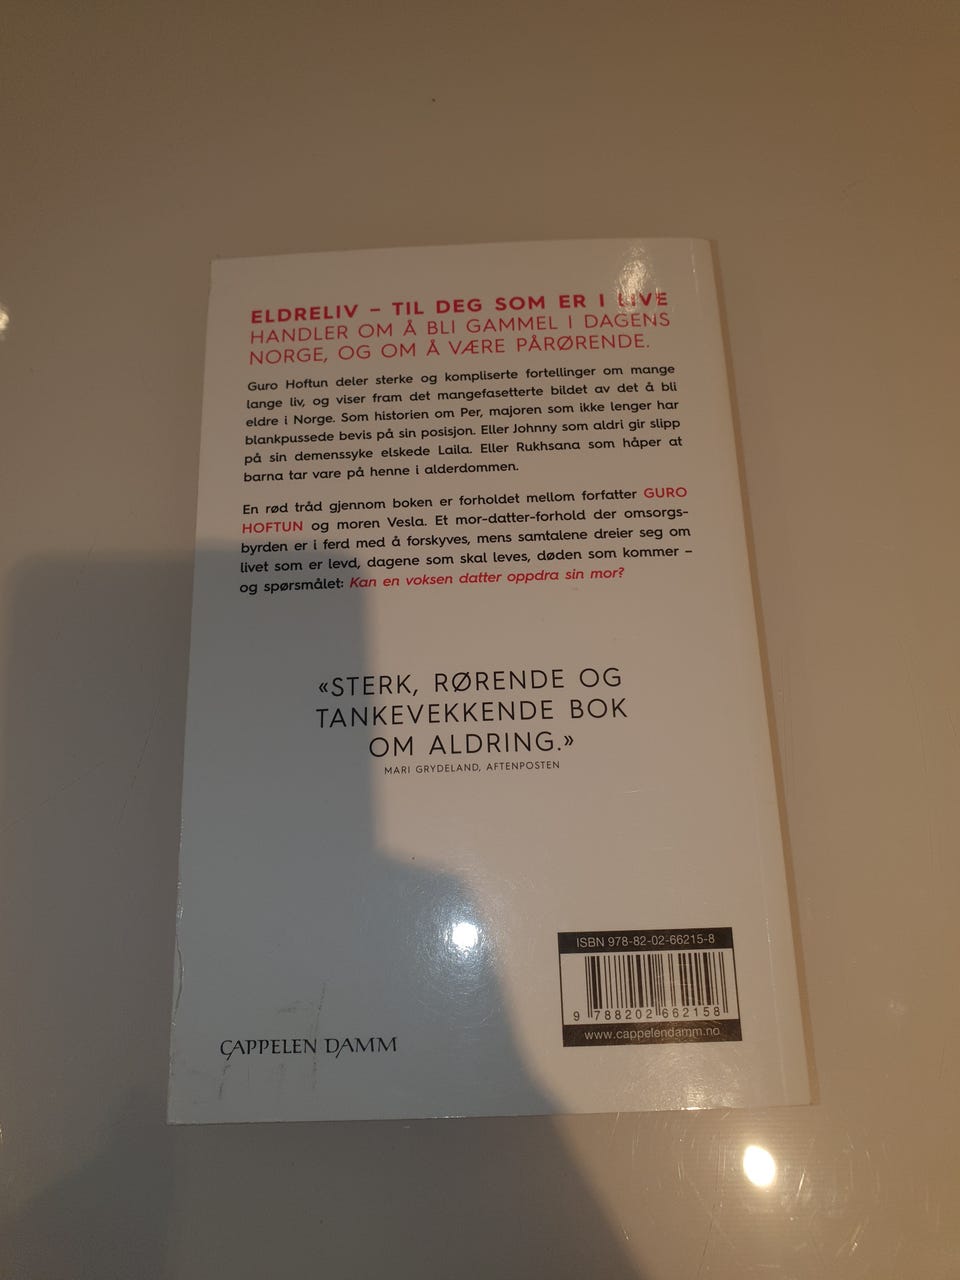 ELDRELIV – TIL DEG SOM ER I LIVE
HANDLER OM Å BLI GAMMEL I DAGENS
NORGE, OG OM Å VÆRE PÅRØRENDE.
Guro Hoftun deler sterke og kompliserte fortellinger om mange
lange liv, og viser fram det mangefasetterte bildet av det å bli
eldre i Norge. Som historien om Per, majoren som ikke lenger har
blankpussede bevis på sin posisjon. Eller Johnny som aldri gir slipp
på sin demenssyke elskede Laila. Eller Rukhsana som håper at
barna tar vare på henne i alderdommen.
En rød tråd gjennom boken er forholdet mellom forfatter GURO
HOFTUN og moren Vesla. Et mor-datter-forhold der omsorgs-
byrden er i ferd med å forskyves, mens samtalene dreier seg om
livet som er levd, dagene som skal leves, døden som kommer –
og spørsmålet: Kan en voksen datter oppdra sin mor?
«STERK, RØRENDE OG
TANKEVEKKENDE BOK
OM ALDRING.»
MARI GRYDELAND, AFTENPOSTEN
ISBN 978-82-02-66215-8
9 788202 662158
www.cappelendamm.no
CAPPELEN DAMM